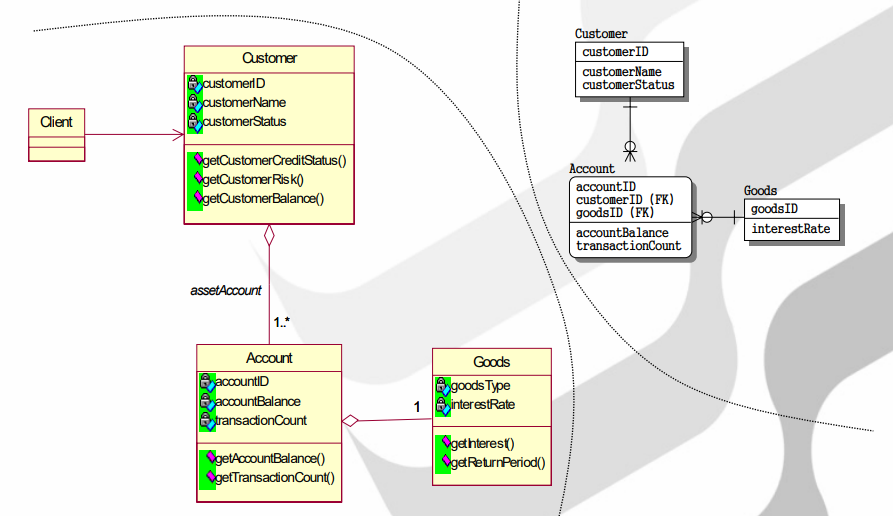 Client
Customer
customerID
customerName
customerStatus
getCustomerCreditStatus()
getCustomerRisk()
getCustomerBalance()
assetAccount
1..*
Account
accountID
accountBalance
transactionCount
getAccountBalance()
getTransactionCount()
1
Goods
goodsType
interestRate
getInterest()
getReturnPeriod()
Customer
customerID
customerName
customerStatus
Account
accountID
customerID (FK)
goodsID (FK)
accountBalance
transactionCount
Goods
goodsID
interestRate